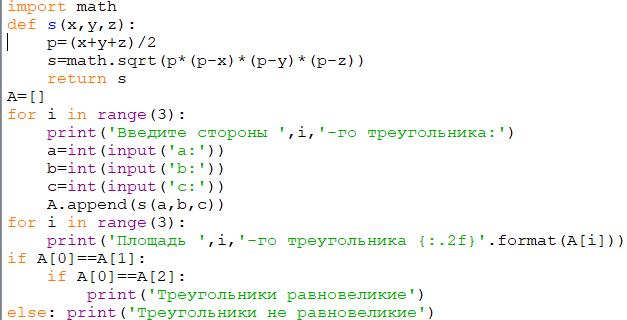 import math
def s(x,y,z):
    p=(x+y+z)/2
    s=math.sqrt(p*(p-x)*(p-y)*(p-z))
    return s
A=[]
for i in range(3):
    print('Введите стороны ',i,'-го треугольника:')
    a=int(input('a:'))
    b=int(input('b:'))
    c=int(input('c:'))
    A.append(s(a,b,c))
for i in range(3):
    print('Площадь ',i,'-го треугольника {:.2f}'.format(A[i]))
if A[0]==A[1]:
    if A[0]==A[2]:
        print('Треугольники равновеликие')
else: print('Треугольники не равновеликие')